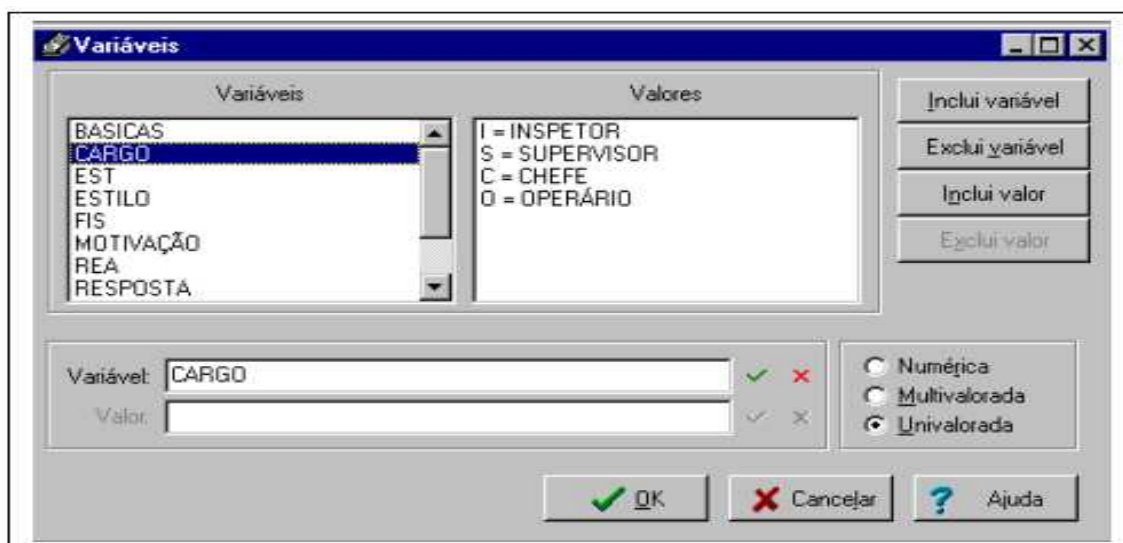 Variáveis
Variáveis
BASICAS
CARGO
EST
ESTILO
FIS
MOTIVAÇÃO
REA
RESPOSTA
Valores
I = INSPETOR
S = SUPERVISOR
C = CHEFE
O = OPERÁRIO
Inclui variável
Exclui variável
Inclui valor
Exclui valor
Variável: CARGO
Valor:
Numérica
Multivalorada
Univalorada
OK
Cancelar
Ajuda